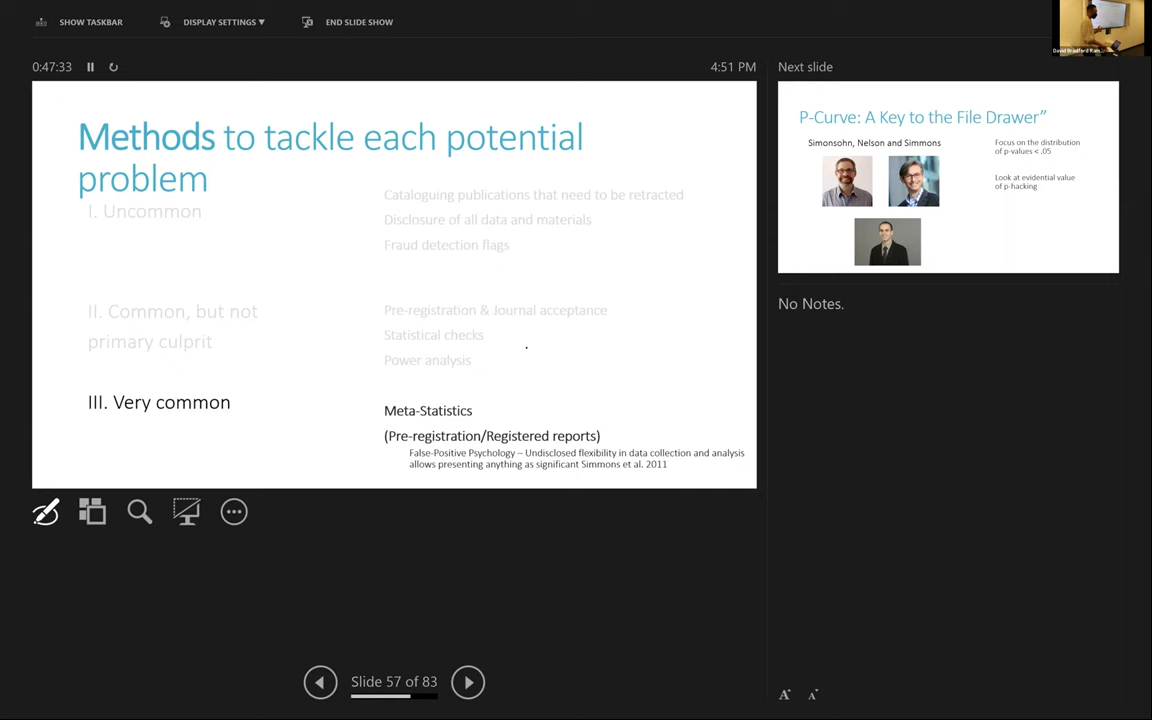 SHOW TASKBAR
DISPLAY SETTINGS ▼
END SLIDE SHOW
0:47:33
4:51 PM
Methods to tackle each potential
problem
I. Uncommon
Cataloguing publications that need to be retracted
Disclosure of all data and materials
Fraud detection flags
II. Common, but not
primary culprit
Pre-registration & Journal acceptance
Statistical checks
Power analysis
III. Very common
Meta-Statistics
(Pre-registration/Registered reports)
False-Positive Psychology – Undisclosed flexibility in data collection and analysis
allows presenting anything as significant Simmons et al. 2011
Slide 57 of 83
Next slide
P-Curve: A Key to the File Drawer”
Simonsohn, Nelson and Simmons
Focus on the distribution
of p-values < .05
Look at evidential value
of p-hacking
No Notes.
A A
David Bradford Ram